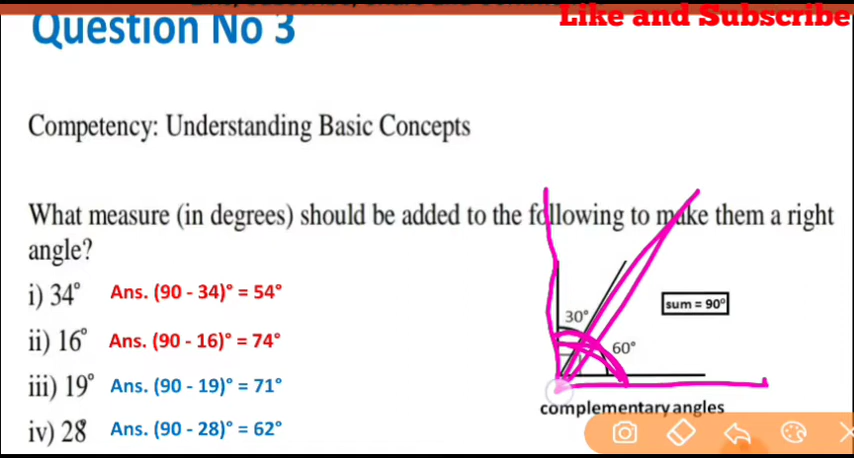 Like and Subscribe
Question No 3
Competency: Understanding Basic Concepts
What measure (in degrees) should be added to the following to make them a right
angle?
i) 34° Ans. (90 - 34)° = 54°
ii) 16° Ans. (90 - 16)° = 74°
iii) 19° Ans. (90 - 19)° = 71°
iv) 28 Ans. (90 - 28)° = 62°
30°
60°
sum = 90°
complementary angles